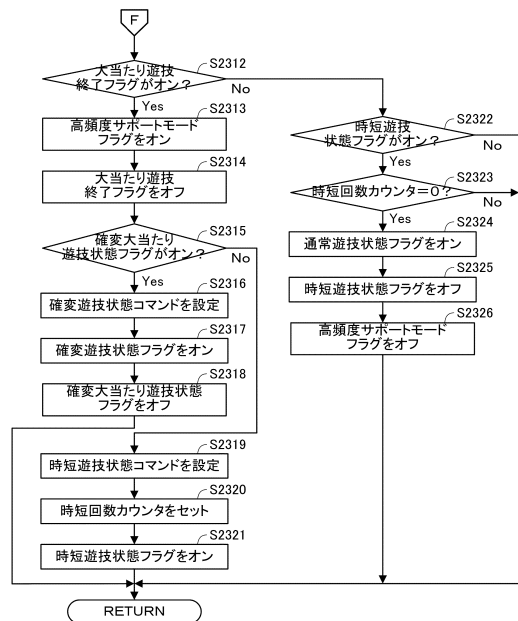 F
S2312
大当たり遊技
終了フラグがオン?
No
Yes
S2313
高頻度サポートモード
フラグをオン
S2314
大当たり遊技
終了フラグをオフ
S2315
確変大当たり
遊技状態フラグがオン?
No
Yes
S2316
確変遊技状態コマンドを設定
S2317
確変遊技状態フラグをオン
S2318
確変大当たり遊技状態
フラグをオフ
S2319
時短遊技状態コマンドを設定
S2320
時短回数カウンタをセット
S2321
時短遊技状態フラグをオン
RETURN
S2322
時短遊技
状態フラグがオン?
No
Yes
S2323
時短回数カウンタ=0?
No
Yes
S2324
通常遊技状態フラグをオン
S2325
時短遊技状態フラグをオフ
S2326
高頻度サポートモード
フラグをオフ